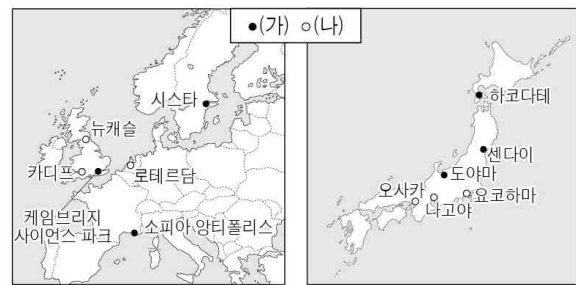 ●(가) ○(나)
시스타
뉴캐슬
카디프
로테르담
케임브리지
사이언스 파크
소피아 앙티폴리스
하코다테
센다이
도야마
오사카
요코하마
나고야